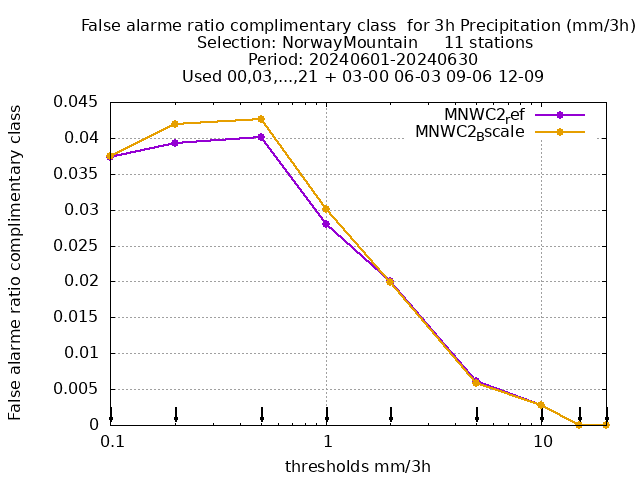 False alarme ratio complimentary class  for 3h Precipitation (mm/3h)
Selection: NorwayMountain     11 stations
Period: 20240601-20240630
Used 00,03,...,21 + 03-00 06-03 09-06 12-09
MNWC2ref
MNWC2Bscale
False alarme ratio complimentary class
0.045
0.04
0.035
0.03
0.025
0.02
0.015
0.01
0.005
0
0.1 1 10
thresholds mm/3h